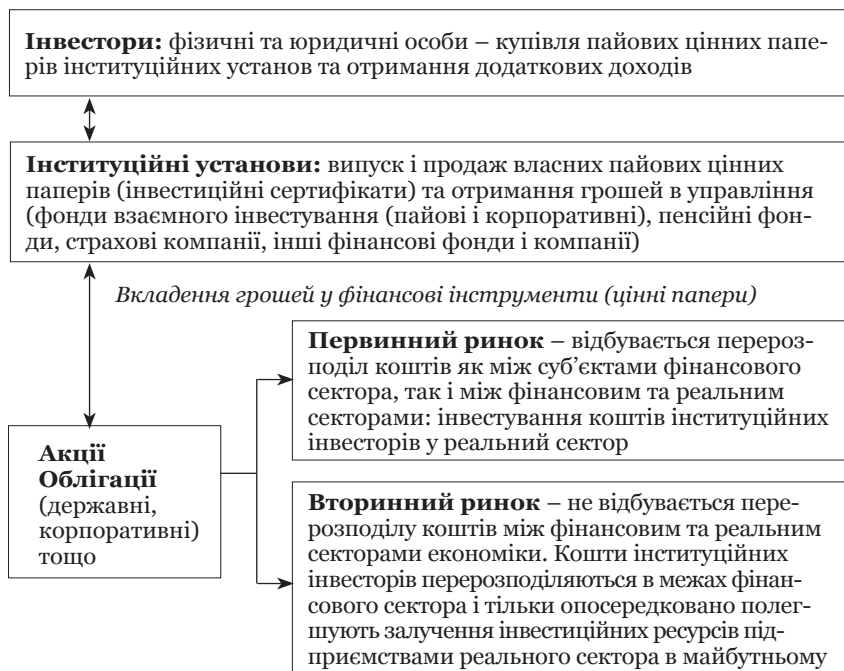 Інвестори: фізичні та юридичні особи – купівля пайових цінних папе-
рів інституційних установ та отримання додаткових доходів
Інституційні установи: випуск і продаж власних пайових цінних
паперів (інвестиційні сертифікати) та отримання грошей в управління
(фонди взаємного інвестування (пайові і корпоративні), пенсійні фон-
ди, страхові компанії, інші фінансові фонди і компанії)
Вкладення грошей у фінансові інструменти (цінні папери)
Первинний ринок – відбувається перероз-
поділ коштів як між суб’єктами фінансового
сектора, так і між фінансовим та реальним
секторами: інвестування коштів інституційних
інвесторів у реальний сектор
Акції
Облігації
(державні,
корпоративні)
тощо
Вторинний ринок – не відбувається пере-
розподілу коштів між фінансовим та реальним
секторами економіки. Кошти інституційних
інвесторів перерозподіляються в межах фінан-
сового сектора і тільки опосередковано полег-
шують залучення інвестиційних ресурсів під-
приємствами реального сектора в майбутньому